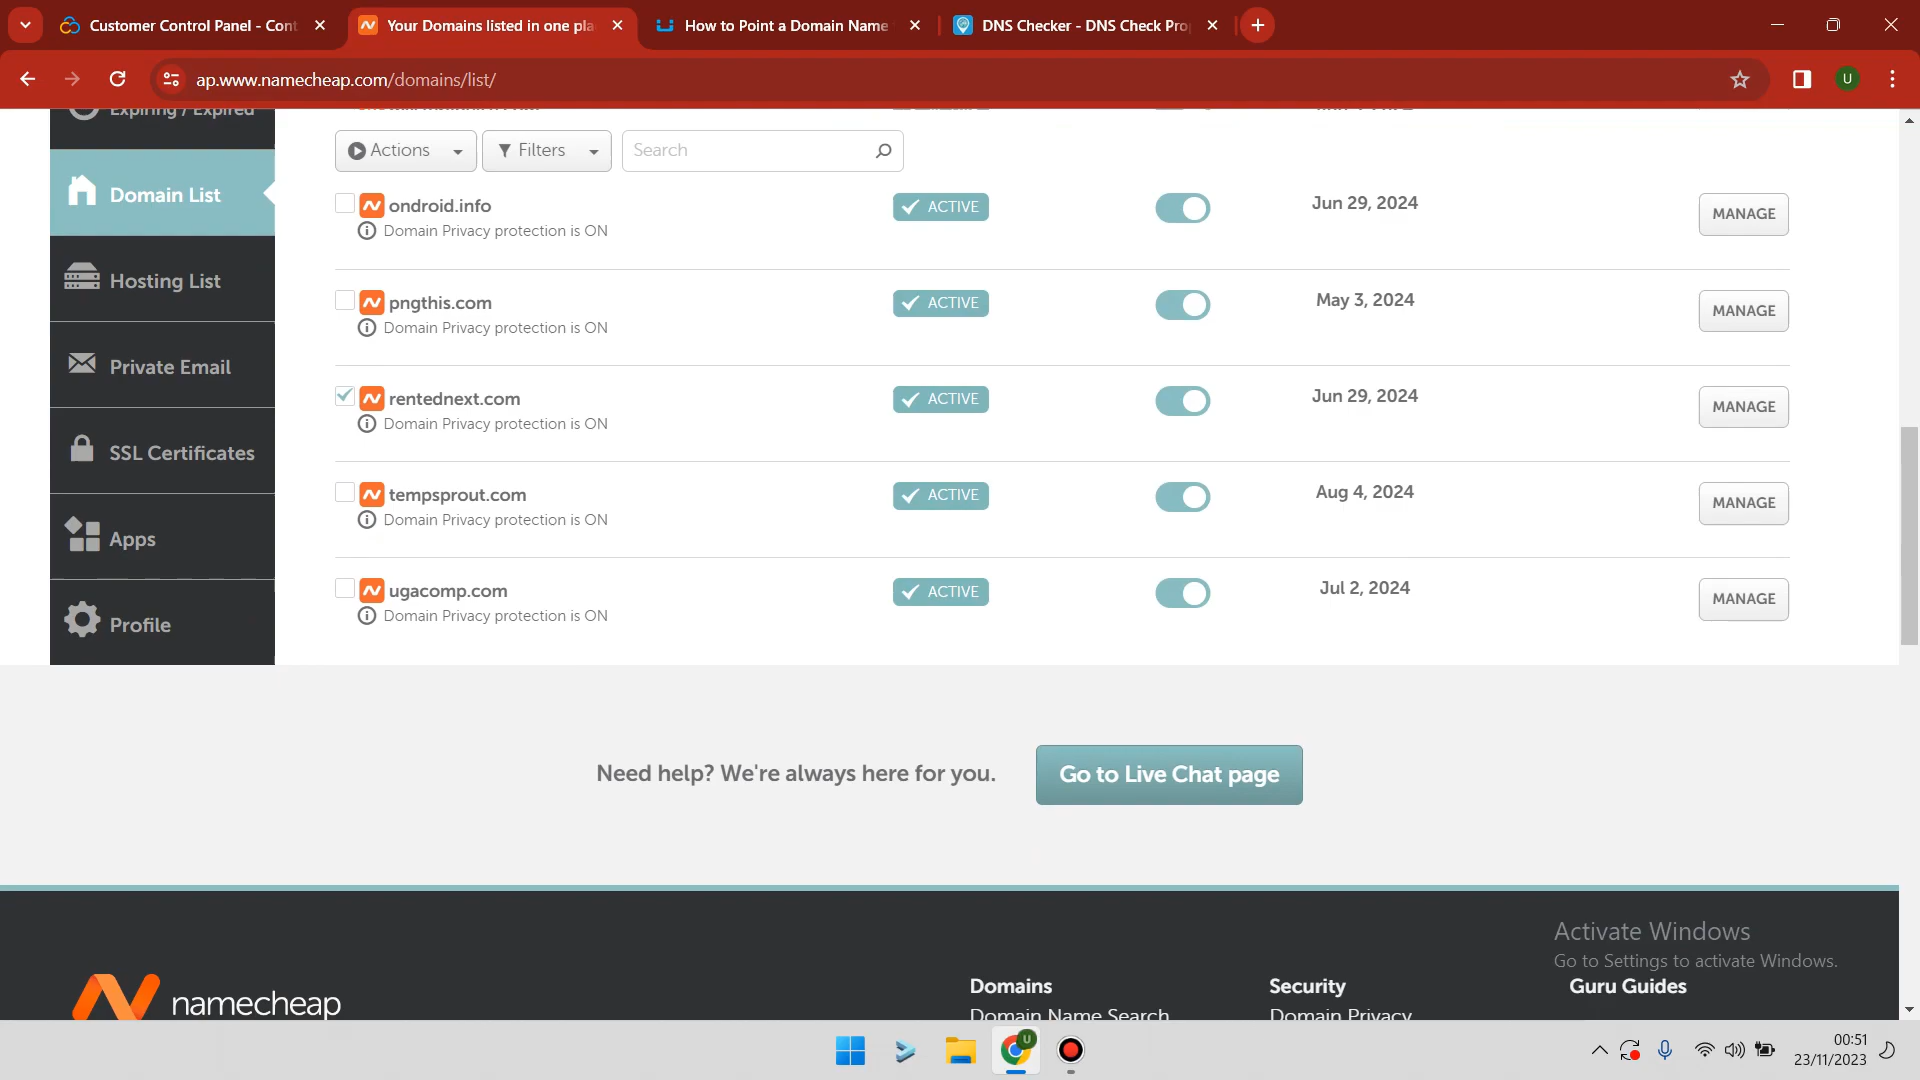 Customer Control Panel - Cont
Your Domains listed in one pla
How to Point a Domain Name
DNS Checker - DNS Check Pro
ap.www.namecheap.com/domains/list/
U
Expiring / Expired
Actions
Filters
Search
Domain List
ondroid.info
ACTIVE
Jun 29, 2024
MANAGE
Domain Privacy protection is ON
Hosting List
pngthis.com
ACTIVE
May 3, 2024
MANAGE
Domain Privacy protection is ON
Private Email
rentednext.com
ACTIVE
Jun 29, 2024
MANAGE
Domain Privacy protection is ON
SSL Certificates
tempsprout.com
ACTIVE
Aug 4, 2024
MANAGE
Domain Privacy protection is ON
Apps
ugacomp.com
ACTIVE
Jul 2, 2024
MANAGE
Domain Privacy protection is ON
Profile
Need help? We're always here for you.
Go to Live Chat page
Activate Windows
Go to Settings to activate Windows.
namecheap
Domains
Security
Guru Guides
Domain Name Search
Domain Privacy
U
00:51
23/11/2023